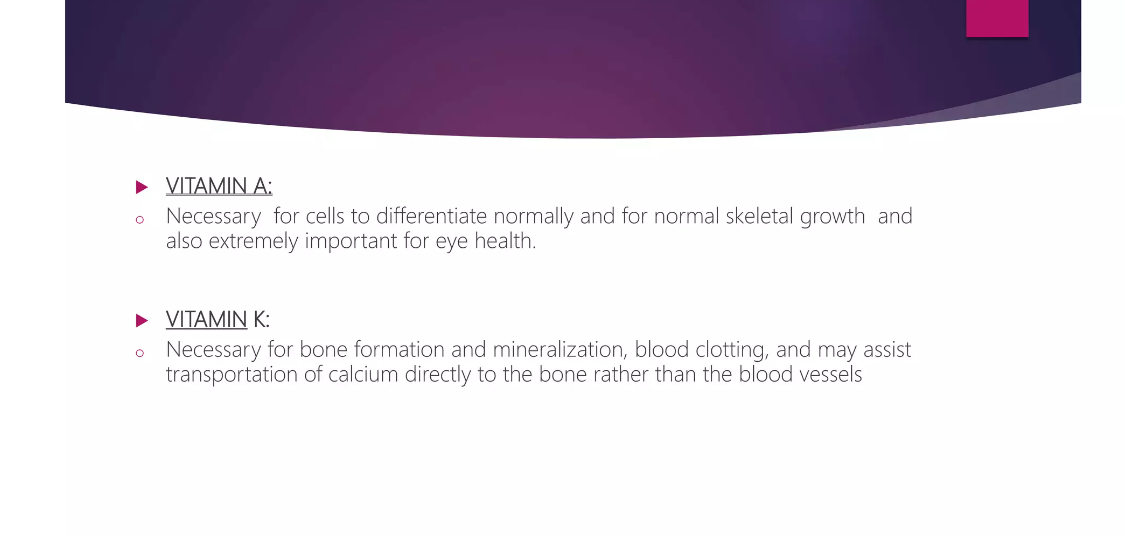 VITAMIN A:
Necessary  for cells to differentiate normally and for normal skeletal growth  and
also extremely important for eye health.
VITAMIN K:
Necessary for bone formation and mineralization, blood clotting, and may assist
transportation of calcium directly to the bone rather than the blood vessels